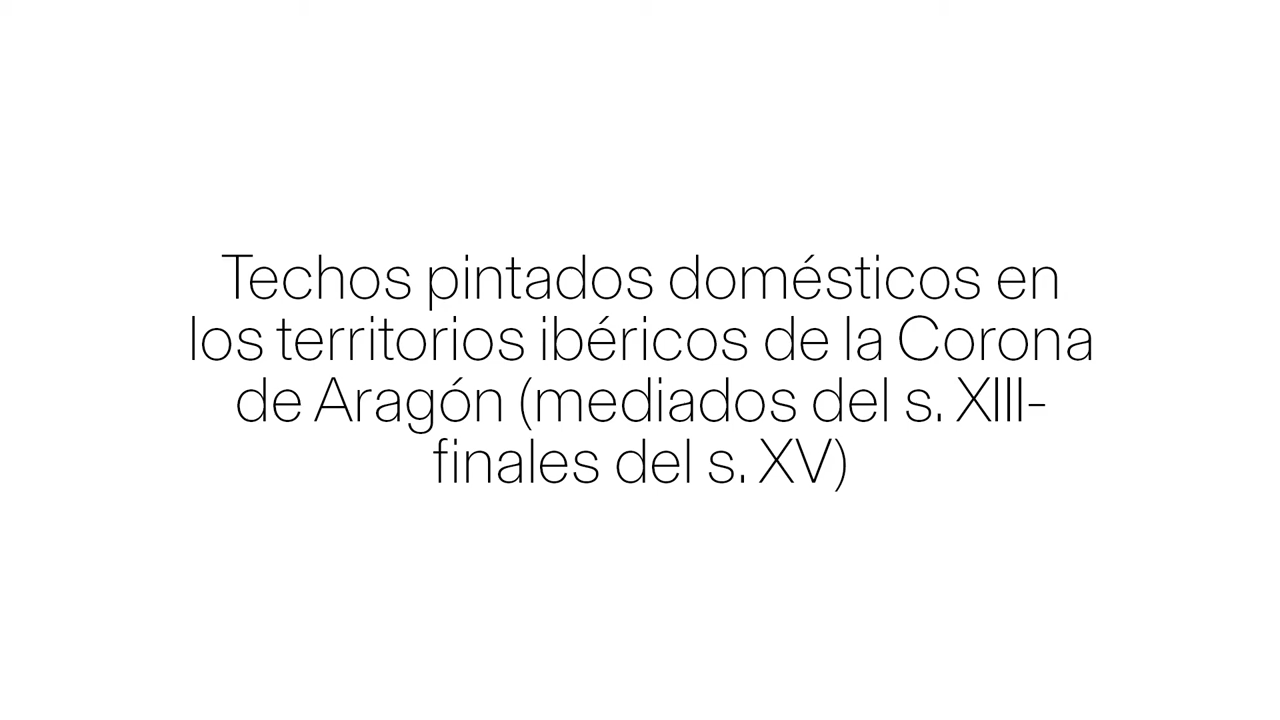 Techos pintados domésticos en
los territorios ibéricos de la Corona
de Aragón (mediados del s. XIII-
finales del s. XV)